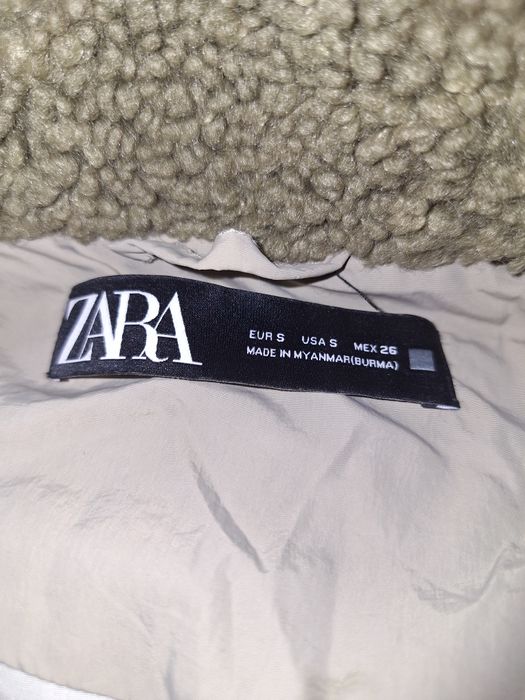 ZARA
EUR S USA S MEX 26
MADE IN MYANMAR(BURMA)